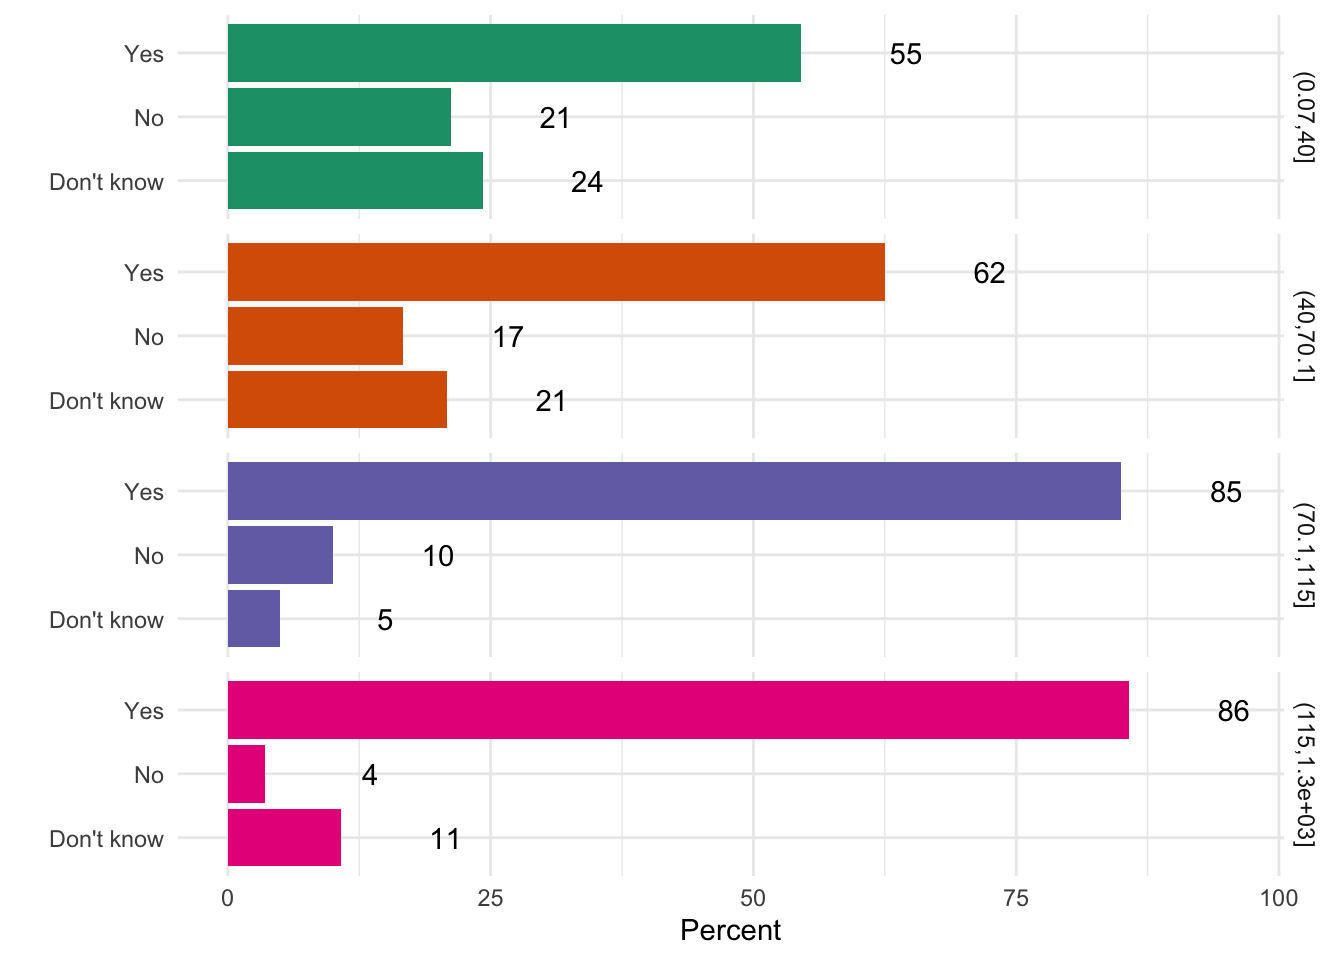 Yes 55
No 21
Don't know 24
(0.07,40]
Yes 62
No 17
Don't know 21
(40,70.1]
Yes 85
No 10
Don't know 5
(70.1,115]
Yes 86
No 4
Don't know 11
(115,1.3e+03]
0 25 50 75 100
Percent